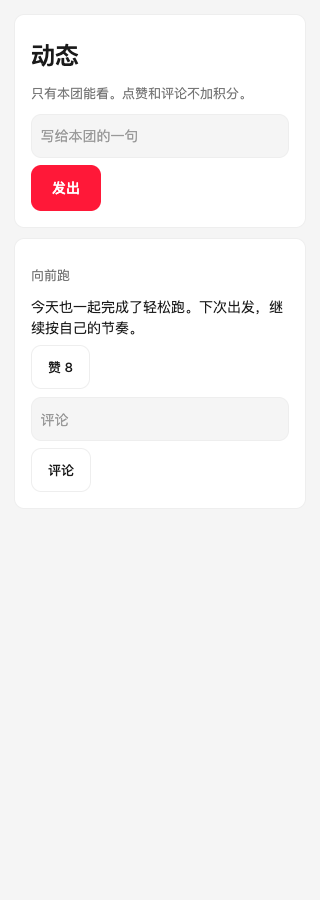 动态
只有本团能看。点赞和评论不加积分。
写给本团的一句
发出
向前跑
今天也一起完成了轻松跑。下次出发，继
续按自己的节奏。
赞 8
评论
评论